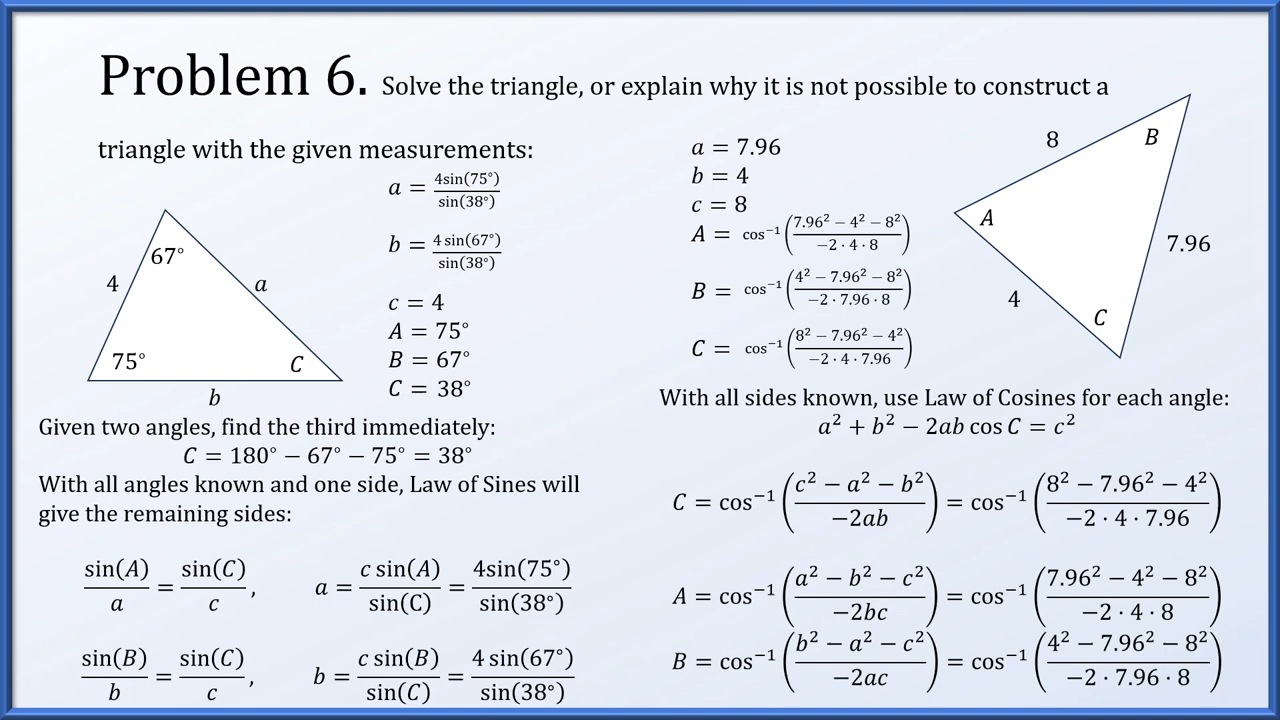 Problem 6. Solve the triangle, or explain why it is not possible to construct a
triangle with the given measurements:
67°
4
a
75°
C
b
a = 4sin(75°)/sin(38°)
b = 4 sin(67°)/sin(38°)
c = 4
A = 75°
B = 67°
C = 38°
Given two angles, find the third immediately:
C = 180° − 67° − 75° = 38°
With all angles known and one side, Law of Sines will
give the remaining sides:
sin(A)/a = sin(C)/c, a = c sin(A)/sin(C) = 4sin(75°)/sin(38°)
sin(B)/b = sin(C)/c, b = c sin(B)/sin(C) = 4 sin(67°)/sin(38°)
a = 7.96
b = 4
c = 8
A = cos⁻¹((7.96² − 4² − 8²)/(−2 · 4 · 8))
B = cos⁻¹((4² − 7.96² − 8²)/(−2 · 7.96 · 8))
C = cos⁻¹((8² − 7.96² − 4²)/(−2 · 4 · 7.96))
8
B
A
7.96
4
C
With all sides known, use Law of Cosines for each angle:
a² + b² − 2ab cos C = c²
C = cos⁻¹((c² − a² − b²)/(−2ab)) = cos⁻¹((8² − 7.96² − 4²)/(−2 · 4 · 7.96))
A = cos⁻¹((a² − b² − c²)/(−2bc)) = cos⁻¹((7.96² − 4² − 8²)/(−2 · 4 · 8))
B = cos⁻¹((b² − a² − c²)/(−2ac)) = cos⁻¹((4² − 7.96² − 8²)/(−2 · 7.96 · 8))